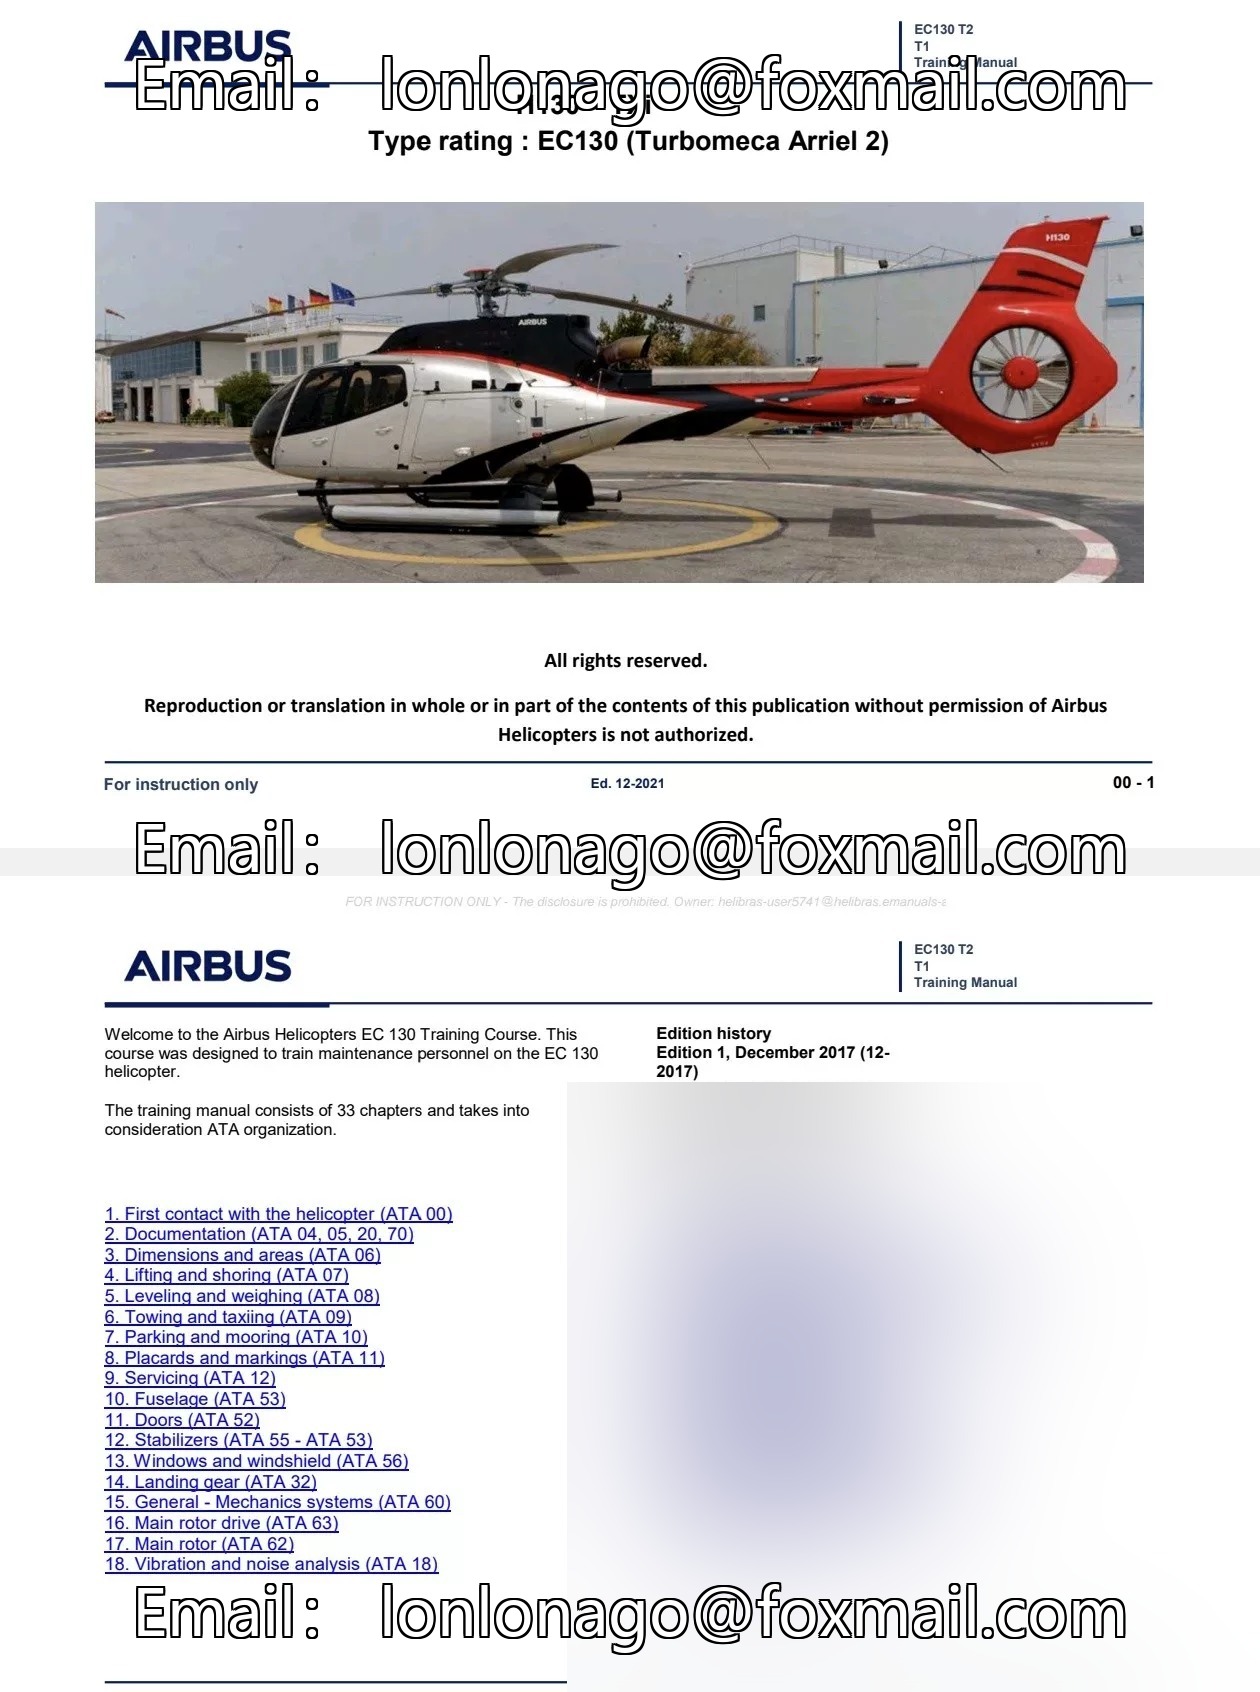 AIRBUS
EC130 T2
T1
Training Manual
Email: lonlonago@foxmail.com
Type rating : EC130 (Turbomeca Arriel 2)
H130
AIRBUS
All rights reserved.
Reproduction or translation in whole or in part of the contents of this publication without permission of Airbus
Helicopters is not authorized.
For instruction only
Ed. 12-2021
00 - 1
Email: lonlonago@foxmail.com
FOR INSTRUCTION ONLY - The disclosure is prohibited. Owner: helibras-user5741@helibras.emanuals-
AIRBUS
EC130 T2
T1
Training Manual
Welcome to the Airbus Helicopters EC 130 Training Course. This
course was designed to train maintenance personnel on the EC 130
helicopter.
The training manual consists of 33 chapters and takes into
consideration ATA organization.
Edition history
Edition 1, December 2017 (12-
2017)
1. First contact with the helicopter (ATA 00)
2. Documentation (ATA 04, 05, 20, 70)
3. Dimensions and areas (ATA 06)
4. Lifting and shoring (ATA 07)
5. Leveling and weighing (ATA 08)
6. Towing and taxiing (ATA 09)
7. Parking and mooring (ATA 10)
8. Placards and markings (ATA 11)
9. Servicing (ATA 12)
10. Fuselage (ATA 53)
11. Doors (ATA 52)
12. Stabilizers (ATA 55 - ATA 53)
13. Windows and windshield (ATA 56)
14. Landing gear (ATA 32)
15. General - Mechanics systems (ATA 60)
16. Main rotor drive (ATA 63)
17. Main rotor (ATA 62)
18. Vibration and noise analysis (ATA 18)
Email: lonlonago@foxmail.com